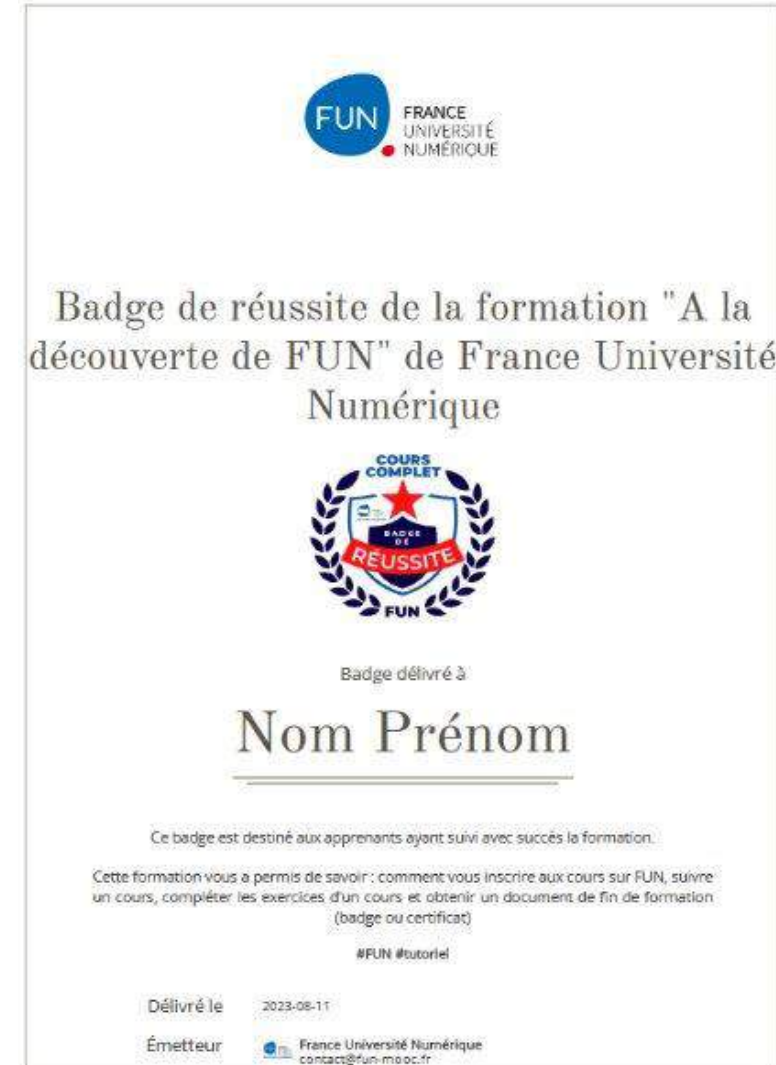 FUN
FRANCE
UNIVERSITÉ
NUMÉRIQUE
Badge de réussite de la formation "A la
découverte de FUN" de France Université
Numérique
COURS
COMPLET
BADGE
DE
RÉUSSITE
FUN
Badge délivré à
Nom Prénom
Ce badge est destiné aux apprenants ayant suivi avec succés la formation.
Cette formation vous a permis de savoir : comment vous inscrire aux cours sur FUN, suivre
un cours, compléter les exercices d'un cours et obtenir un document de fin de formation
(badge ou certificat)
#FUN #tutoriel
Délivré le 2023-08-11
Émetteur France Université Numérique
contact@fun-mooc.fr